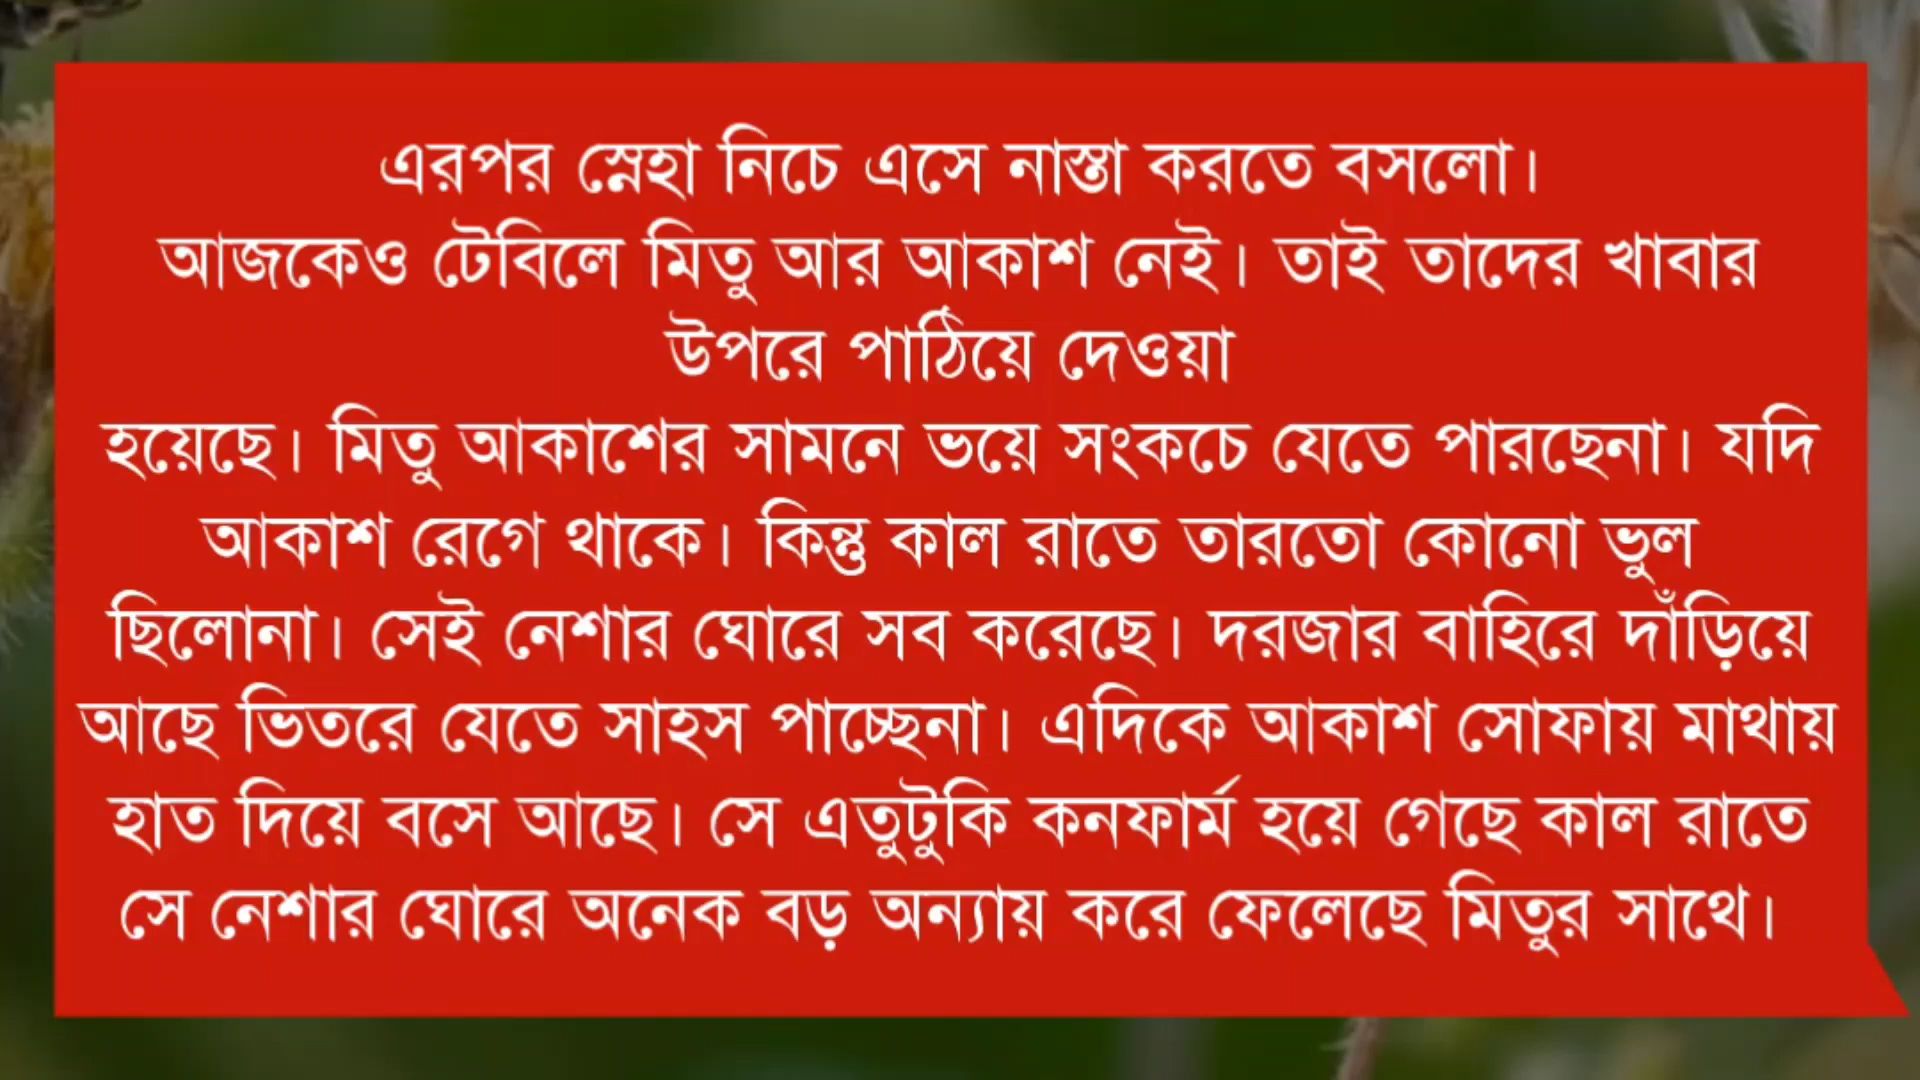 এরপর স্নেহা নিচে এসে নাস্তা করতে বসলো।
আজকেও টেবিলে মিতু আর আকাশ নেই। তাই তাদের খাবার
উপরে পাঠিয়ে দেওয়া
হয়েছে। মিতু আকাশের সামনে ভয়ে সংকচে যেতে পারছেনা। যদি
আকাশ রেগে থাকে। কিন্তু কাল রাতে তারতো কোনো ভুল
ছিলোনা। সেই নেশার ঘোরে সব করেছে। দরজার বাহিরে দাঁড়িয়ে
আছে ভিতরে যেতে সাহস পাচ্ছেনা। এদিকে আকাশ সোফায় মাথায়
হাত দিয়ে বসে আছে। সে এতুটুকি কনফার্ম হয়ে গেছে কাল রাতে
সে নেশার ঘোরে অনেক বড় অন্যায় করে ফেলেছে মিতুর সাথে।